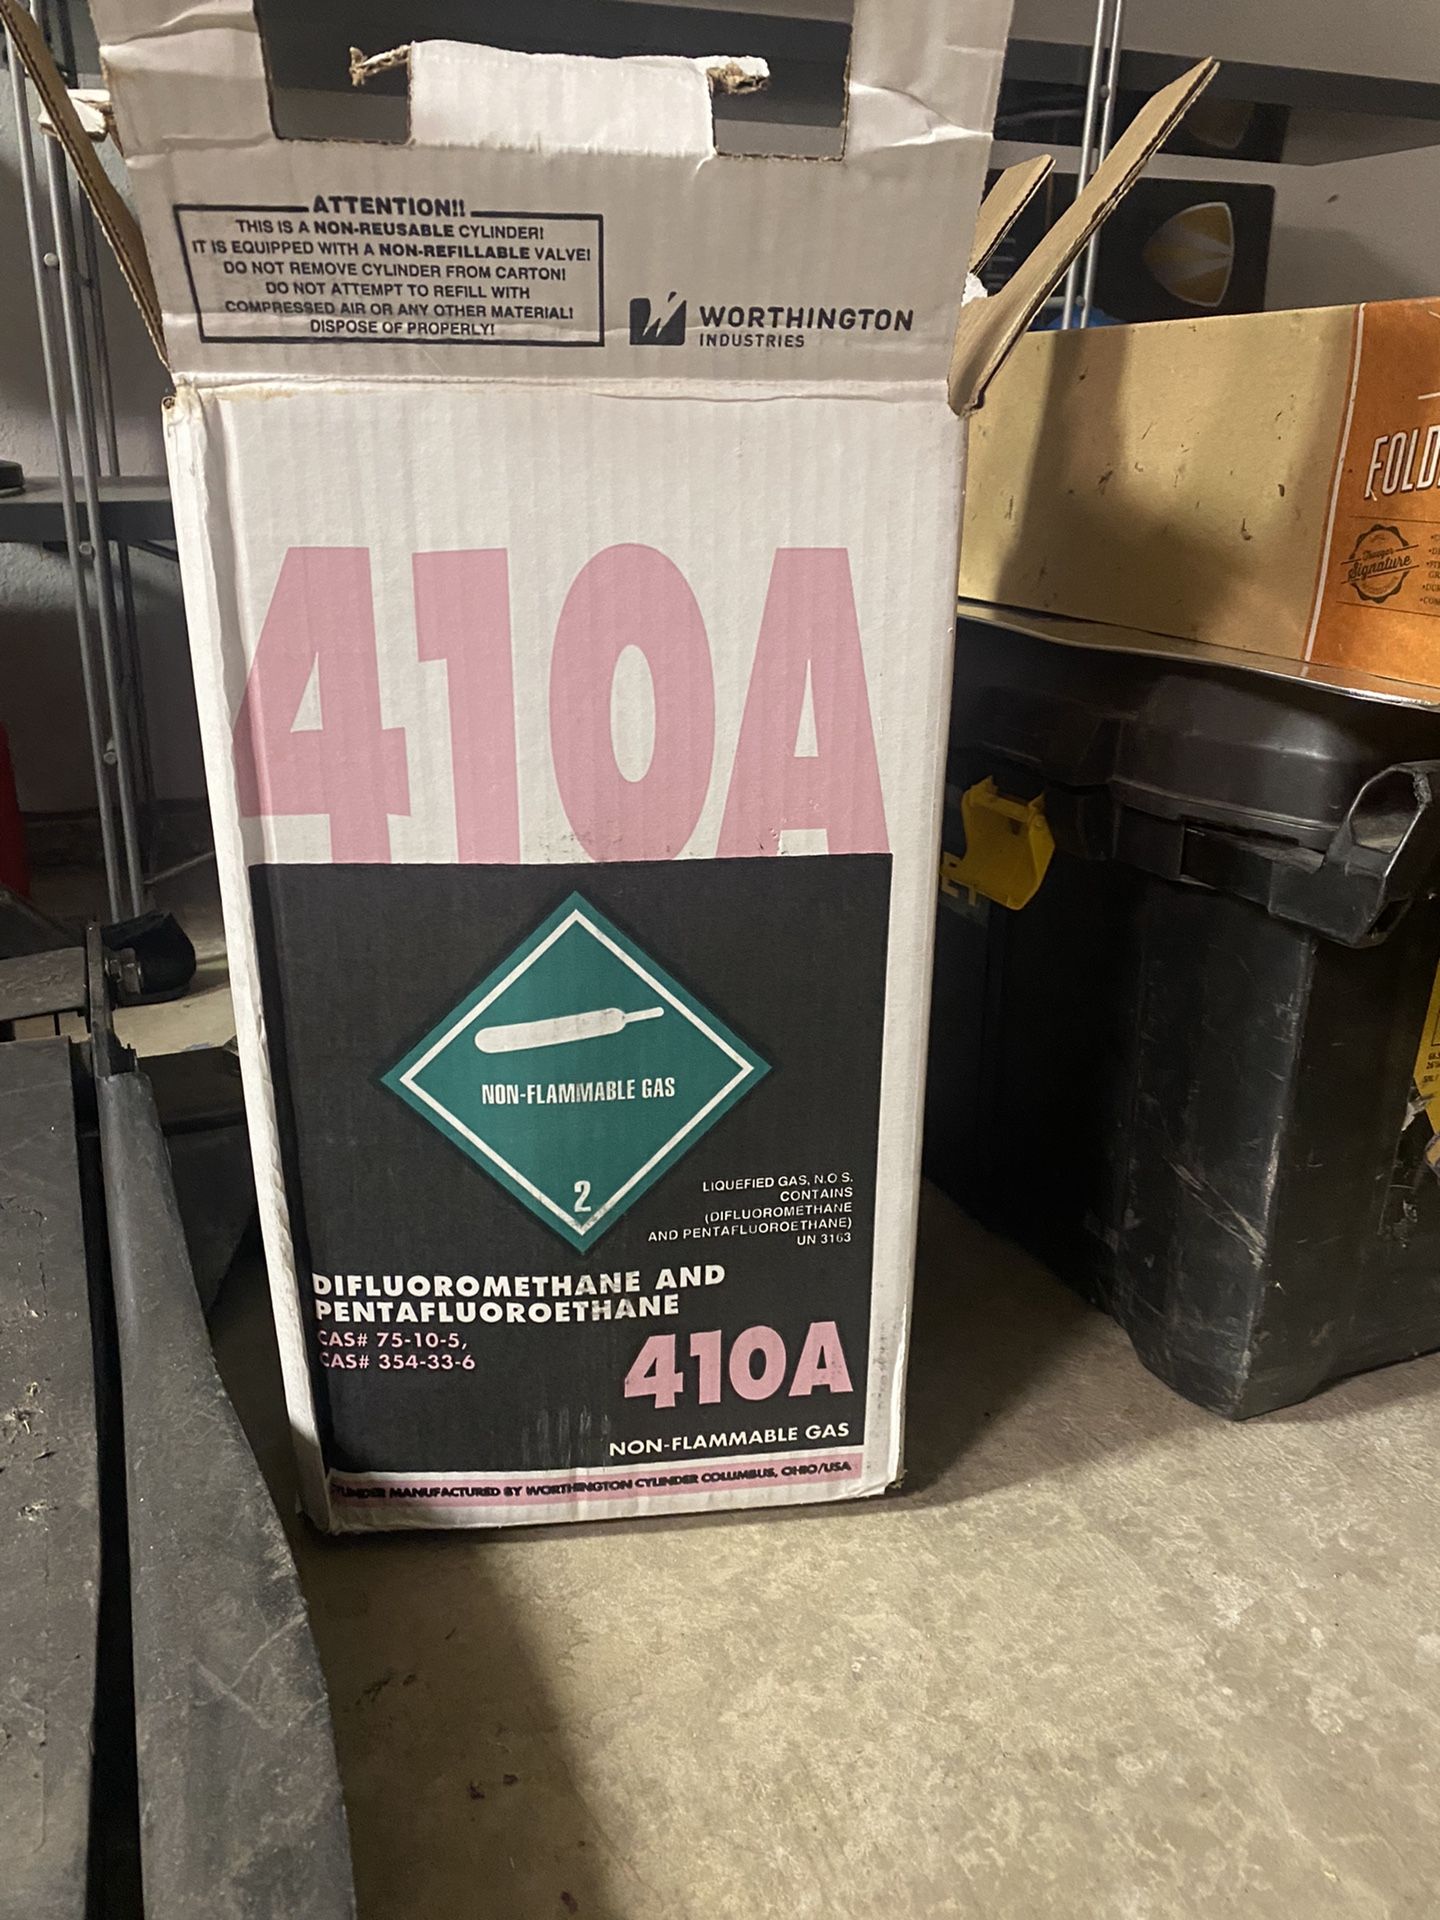 ATTENTION!!
THIS IS A NON-REUSABLE CYLINDER!
IT IS EQUIPPED WITH A NON-REFILLABLE VALVE!
DO NOT REMOVE CYLINDER FROM CARTON!
DO NOT ATTEMPT TO REFILL WITH
COMPRESSED AIR OR ANY OTHER MATERIAL!
DISPOSE OF PROPERLY!
WORTHINGTON
INDUSTRIES
410A
NON-FLAMMABLE GAS
2
LIQUEFIED GAS, N.O.S.
CONTAINS
(DIFLUOROMETHANE
AND PENTAFLUOROETHANE)
UN 3163
DIFLUOROMETHANE AND
PENTAFLUOROETHANE
CAS# 75-10-5,
CAS# 354-33-6
410A
NON-FLAMMABLE GAS
CYLINDER MANUFACTURED BY WORTHINGTON CYLINDER COLUMBUS, OHIO/USA
FOLD
Traeger
Signature